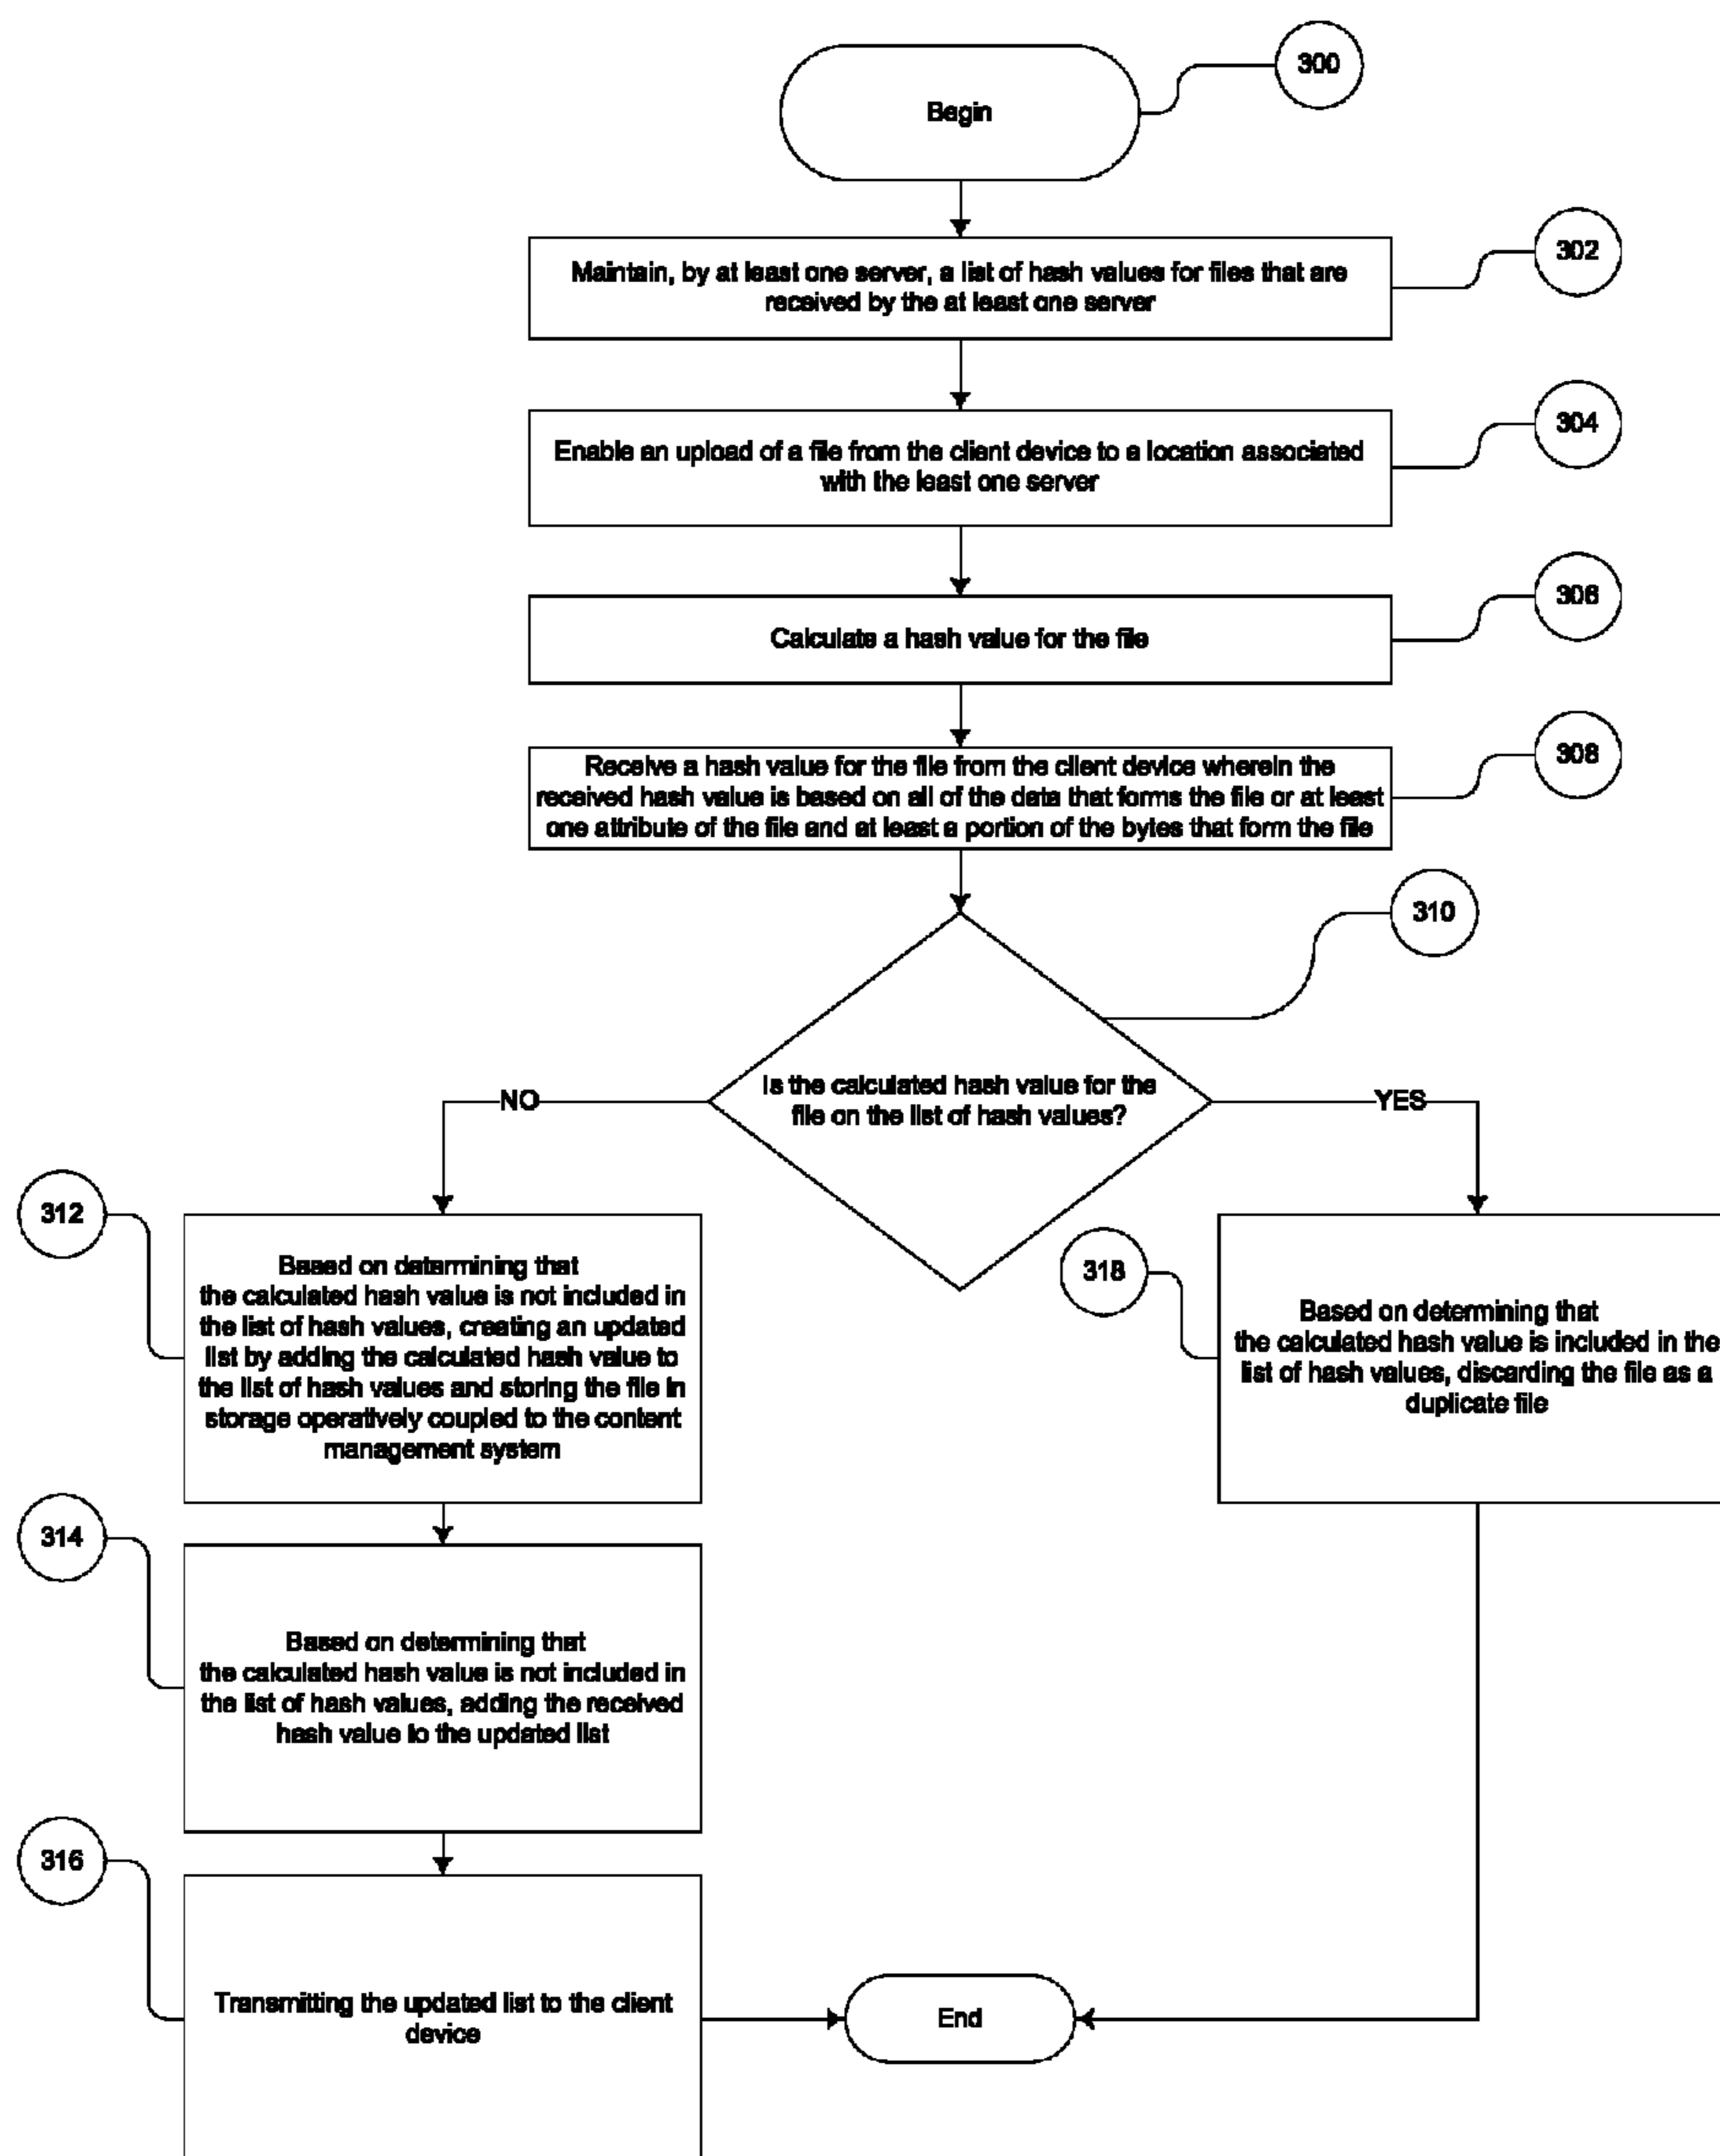 300
Begin
302
Maintain, by at least one server, a list of hash values for files that are
received by the at least one server
304
Enable an upload of a file from the client device to a location associated
with the least one server
306
Calculate a hash value for the file
308
Receive a hash value for the file from the client device wherein the
received hash value is based on all of the data that forms the file or at least
one attribute of the file and at least a portion of the bytes that form the file
310
Is the calculated hash value for the
file on the list of hash values?
NO
YES
312
Based on determining that
the calculated hash value is not included in
the list of hash values, creating an updated
list by adding the calculated hash value to
the list of hash values and storing the file in
storage operatively coupled to the content
management system
318
Based on determining that
the calculated hash value is included in the
list of hash values, discarding the file as a
duplicate file
314
Based on determining that
the calculated hash value is not included in
the list of hash values, adding the received
hash value to the updated list
316
Transmitting the updated list to the client
device
End